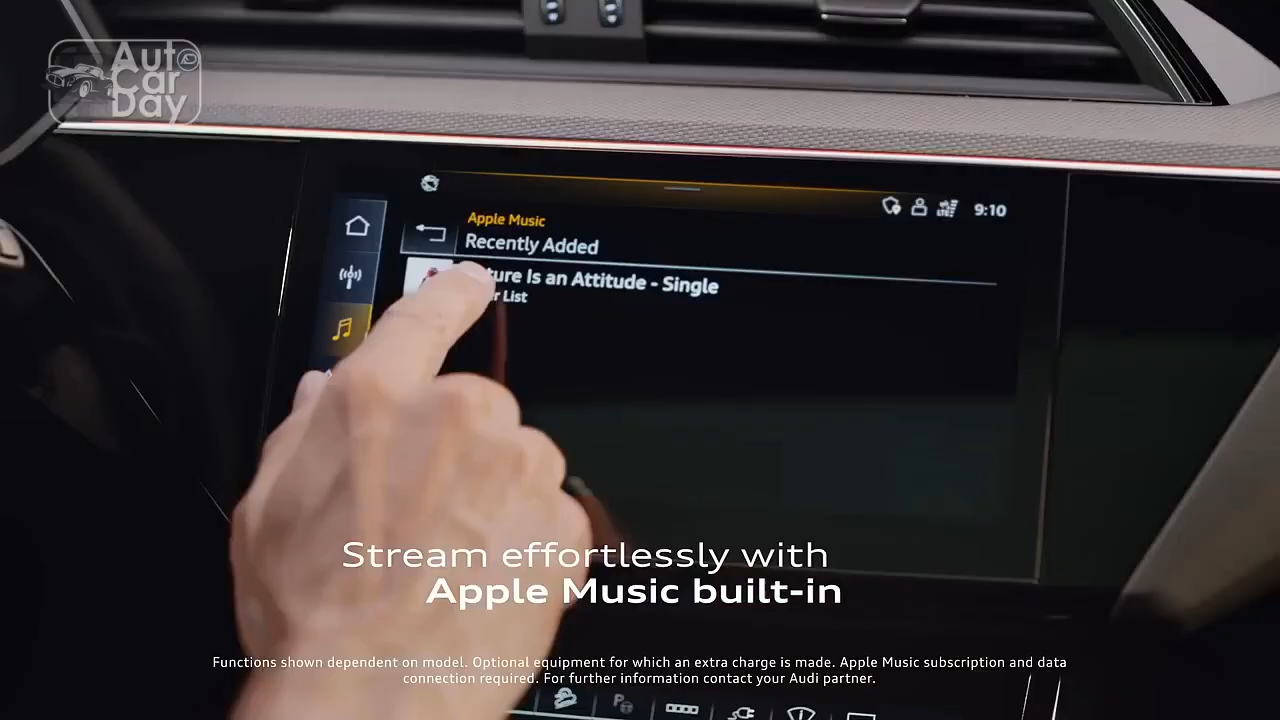 Aut
Car
Day
9:10
Apple Music
Recently Added
Is an Attitude - Single
List
Stream effortlessly with
Apple Music built-in
Functions shown dependent on model. Optional equipment for which an extra charge is made. Apple Music subscription and data
connection required. For further information contact your Audi partner.